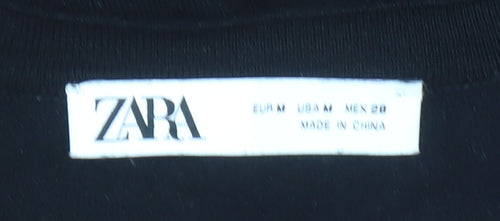 ZARA
EUR M USA M MEX 28
MADE IN CHINA